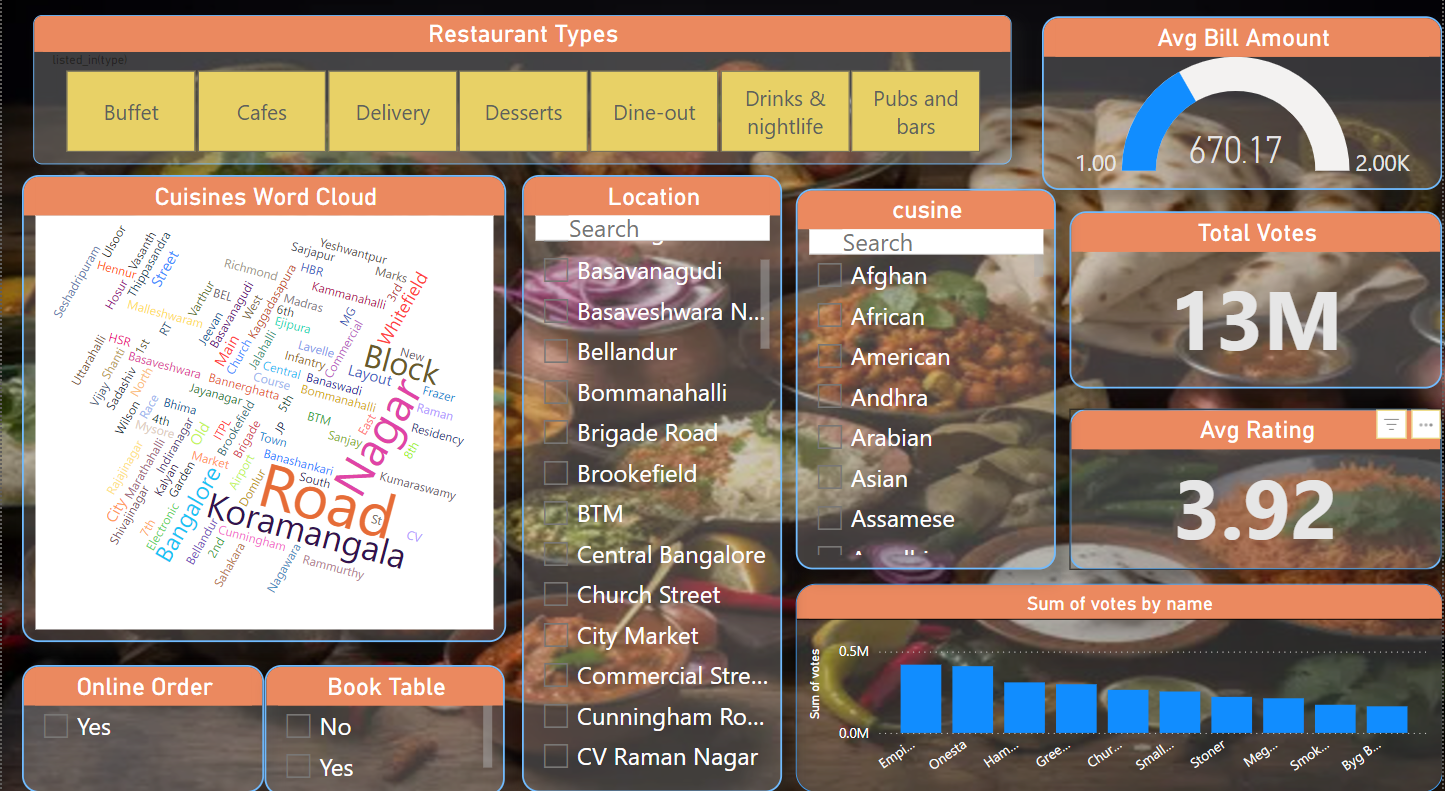 Restaurant Types
(listed_in(type)
Buffet
Cafes
Delivery
Desserts
Dine-out
Drinks &
nightlife
Pubs and
bars
Avg Bill Amount
1.00
670.17
2.00K
Cuisines Word Cloud
Seshadripuram
Ulsoor
Hennur
Hosur
Vasanth
Thippasandra
Street
Malleshwaram
RT
Varthur
Richmond
BEL
Jeevan
Basavanagudi
West
Kaggadasapura
Sarjapur
Yeshwantpur
HBR
Kammanahalli
Marks
3rd
Whitefield
Madras
6th
Ejipura
MG
Commercial
Main
Church
Jalahalli
Lavelle
Infantry
Central
Course
Banaswadi
Bommanahalli
Block
New
Layout
Frazer
Raman
Residency
Uttarahalli
HSR
Shanti
1st
Basaveshwara
Bannerghatta
Jayanagar
Vijay
Sadashiv
North
Race
Wilson
Bhima
4th
Mysore
Old
ITPL
Brookefield
Brigade
5th
JP
BTM
Sanjay
East
Nagar
8th
Town
Market
Banashankari
South
Kumaraswamy
Rajajinagar
Marathahalli
Indiranagar
Kalyan
Garden
City
Shivajinagar
7th
Electronic
Bangalore
Airport
Domlur
Road
St
Koramangala
Cunningham
CV
Bellandur
2nd
Sahakara
Nagawara
Rammurthy
Location
Search
Basavanagudi
Basaveshwara N...
Bellandur
Bommanahalli
Brigade Road
Brookefield
BTM
Central Bangalore
Church Street
City Market
Commercial Stre...
Cunningham Ro...
CV Raman Nagar
cusine
Search
Afghan
African
American
Andhra
Arabian
Asian
Assamese
Total Votes
13M
Avg Rating
3.92
Online Order
Yes
Book Table
No
Yes
Sum of votes by name
Sum of votes
0.5M
0.0M
Empi...
Onesta
Ham...
Gree...
Chur...
Small...
Stoner
Meg...
Smok...
Byg B...